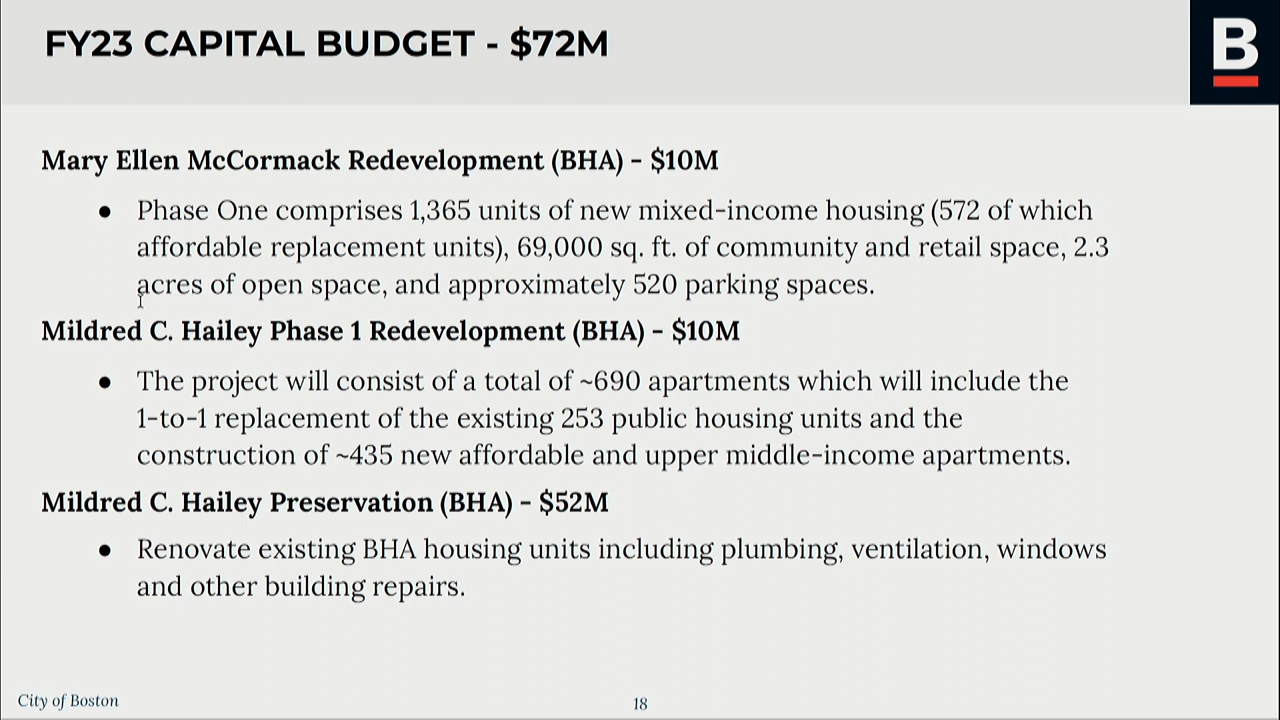 FY23 CAPITAL BUDGET - $72M
B
Mary Ellen McCormack Redevelopment (BHA) - $10M
● Phase One comprises 1,365 units of new mixed-income housing (572 of which
affordable replacement units), 69,000 sq. ft. of community and retail space, 2.3
acres of open space, and approximately 520 parking spaces.
Mildred C. Hailey Phase 1 Redevelopment (BHA) - $10M
● The project will consist of a total of ~690 apartments which will include the
1-to-1 replacement of the existing 253 public housing units and the
construction of ~435 new affordable and upper middle-income apartments.
Mildred C. Hailey Preservation (BHA) - $52M
● Renovate existing BHA housing units including plumbing, ventilation, windows
and other building repairs.
City of Boston
18